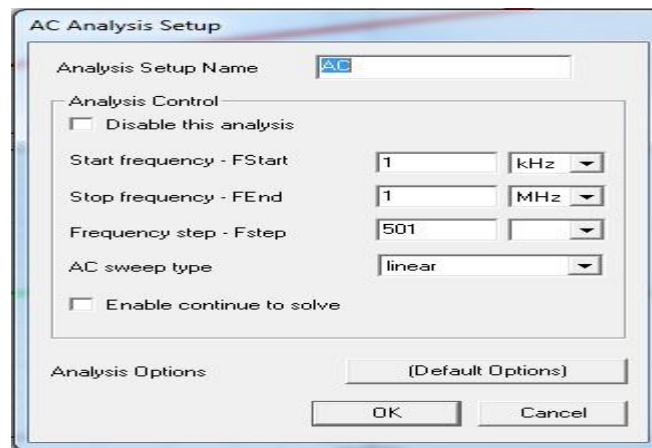 AC Analysis Setup
Analysis Setup Name AC
Analysis Control
Disable this analysis
Start frequency - FStart 1 kHz
Stop frequency - FEnd 1 MHz
Frequency step - Fstep 501
AC sweep type linear
Enable continue to solve
Analysis Options (Default Options)
OK Cancel